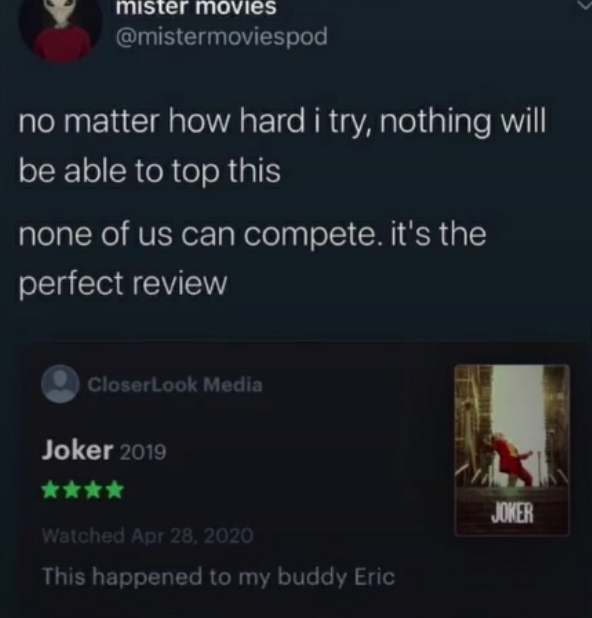 mister movies
@mistermoviespod
no matter how hard i try, nothing will
be able to top this
none of us can compete. it's the
perfect review
CloserLook Media
Joker 2019
★★★★
Watched Apr 28, 2020
This happened to my buddy Eric
JOKER